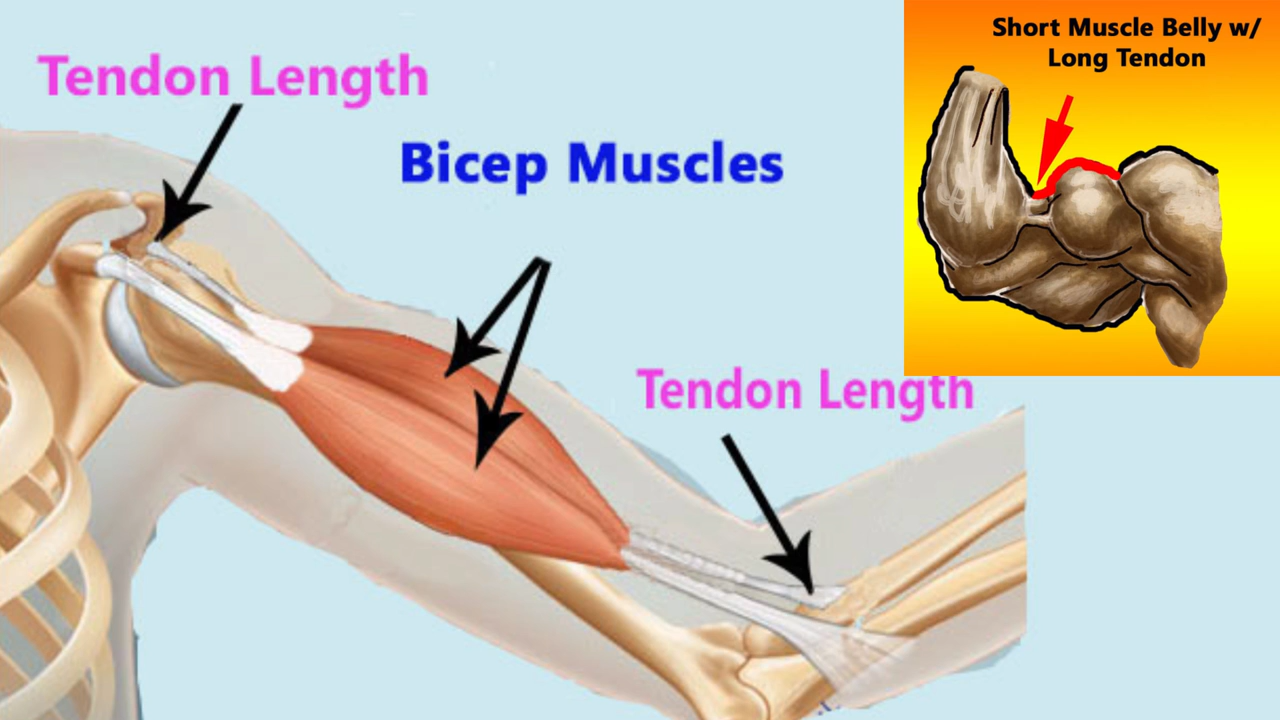 Tendon Length
Bicep Muscles
Tendon Length
Short Muscle Belly w/
Long Tendon